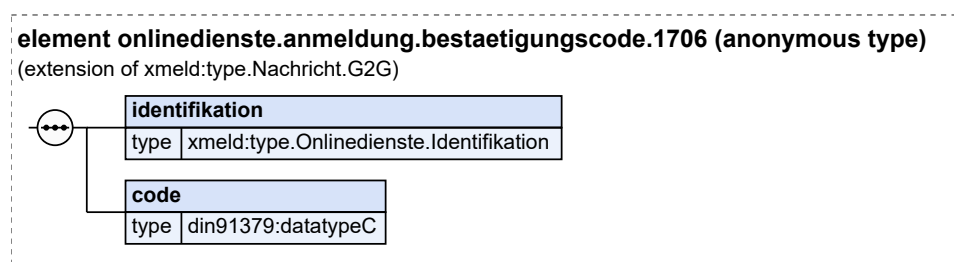 element onlinedienste.anmeldung.bestaetigungscode.1706 (anonymous type)
(extension of xmeld:type.Nachricht.G2G)
identifikation
type xmeld:type.Onlinedienste.Identifikation
code
type din91379:datatypeC